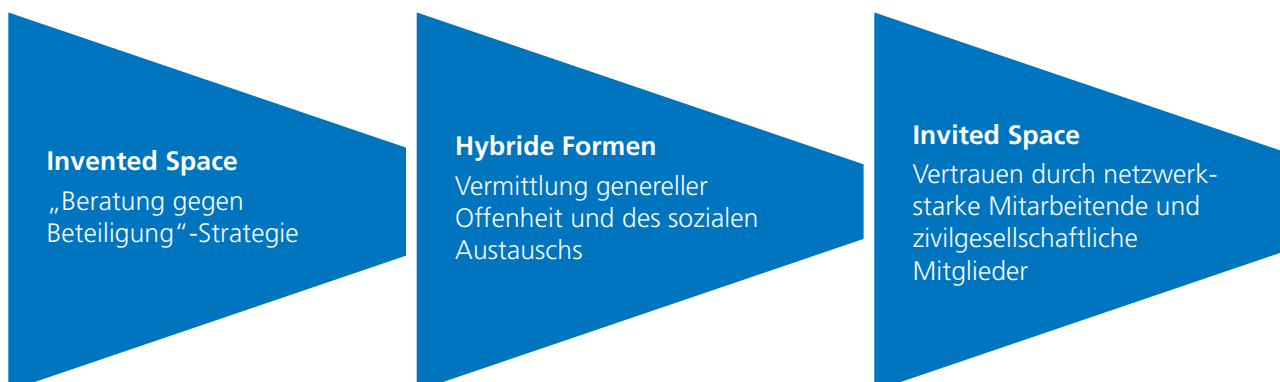 Invented Space
„Beratung gegen
Beteiligung“-Strategie
Hybride Formen
Vermittlung genereller
Offenheit und des sozialen
Austauschs
Invited Space
Vertrauen durch netzwerk-
starke Mitarbeitende und
zivilgesellschaftliche
Mitglieder